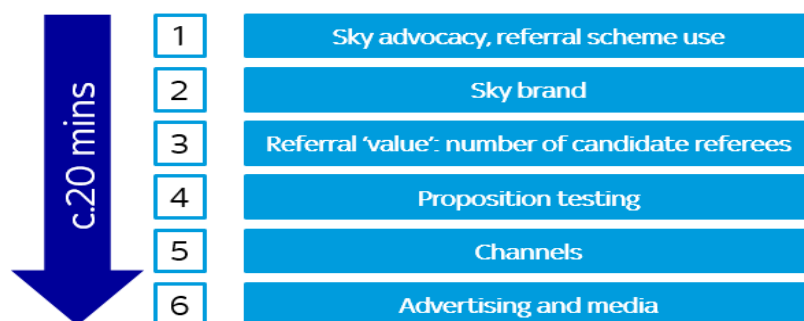 c.20 mins
1
Sky advocacy, referral scheme use
2
Sky brand
3
Referral 'value': number of candidate referees
4
Proposition testing
5
Channels
6
Advertising and media